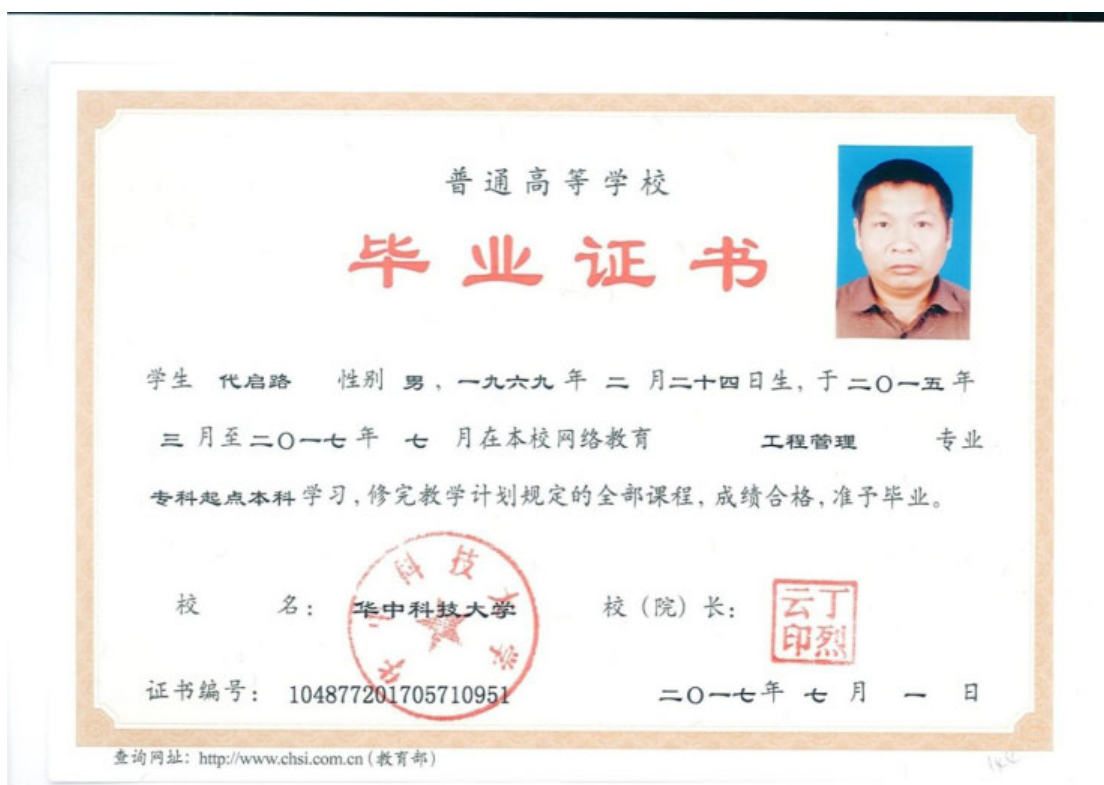 普通高等学校
毕业证书
学生 代启路 性别 男，一九六九年 二 月二十四日生，于二〇一五年
三月至二〇一七年 七 月在本校网络教育 工程管理 专业
专科起点本科学习，修完教学计划规定的全部课程，成绩合格，准予毕业。
校 名：华中科技大学 校（院）长：丁烈云印
华中科技大学
证书编号：104877201705710951 二〇一七年 七 月 一 日
查询网址：http://www.chsi.com.cn（教育部）